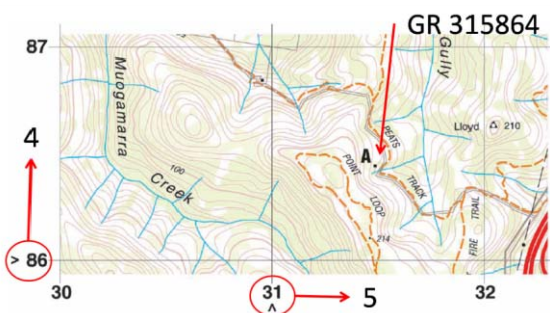 GR 315864
87
Muogamarra
Gully
4
Lloyd 210
PEATS
A
POINT
100
Creek
TRACK
LOOP
TRAIL
214
FIRE
> 86
30
31
5
32
^